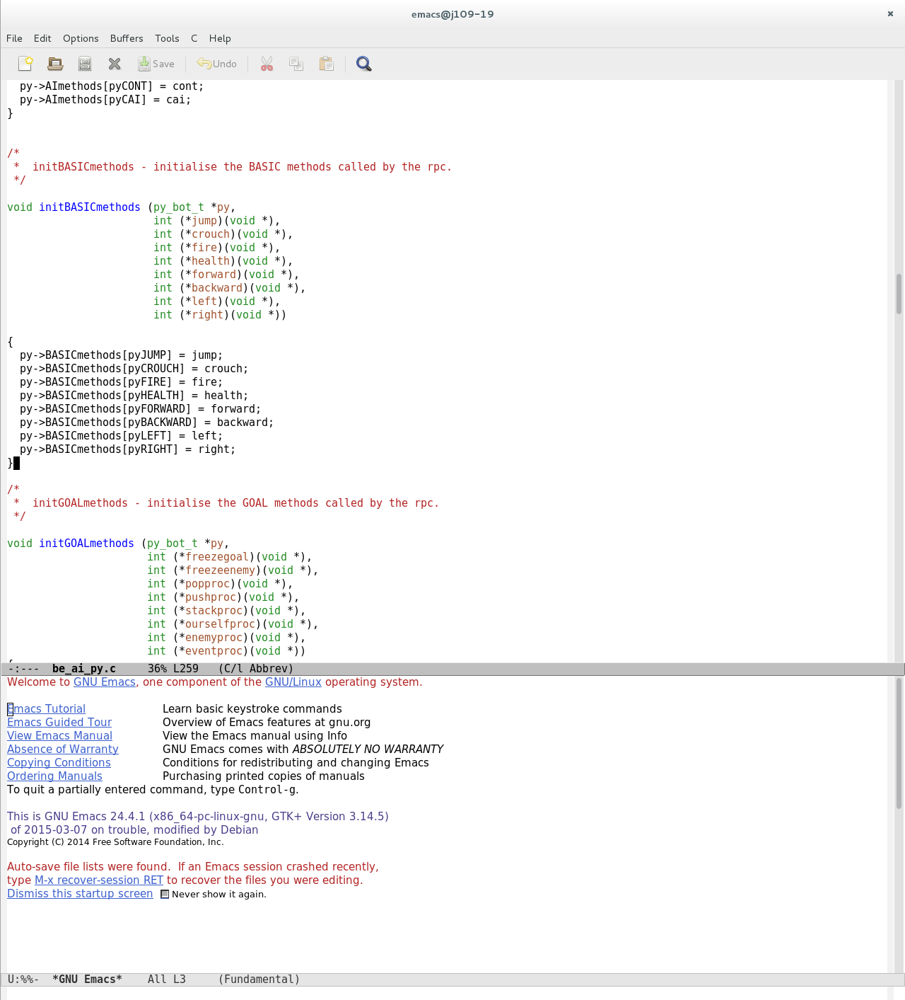 emacs@j109-19
File Edit Options Buffers Tools C Help
Save Undo
  py->AImethods[pyCONT] = cont;
  py->AImethods[pyCAI] = cai;
}
/*
 *  initBASICmethods - initialise the BASIC methods called by the rpc.
 */
void initBASICmethods (py_bot_t *py,
                       int (*jump)(void *),
                       int (*crouch)(void *),
                       int (*fire)(void *),
                       int (*health)(void *),
                       int (*forward)(void *),
                       int (*backward)(void *),
                       int (*left)(void *),
                       int (*right)(void *))
{
  py->BASICmethods[pyJUMP] = jump;
  py->BASICmethods[pyCROUCH] = crouch;
  py->BASICmethods[pyFIRE] = fire;
  py->BASICmethods[pyHEALTH] = health;
  py->BASICmethods[pyFORWARD] = forward;
  py->BASICmethods[pyBACKWARD] = backward;
  py->BASICmethods[pyLEFT] = left;
  py->BASICmethods[pyRIGHT] = right;
}
/*
 *  initGOALmethods - initialise the GOAL methods called by the rpc.
 */
void initGOALmethods (py_bot_t *py,
                      int (*freezegoal)(void *),
                      int (*freezeenemy)(void *),
                      int (*popproc)(void *),
                      int (*pushproc)(void *),
                      int (*stackproc)(void *),
                      int (*ourselfproc)(void *),
                      int (*enemyproc)(void *),
                      int (*eventproc)(void *))
{
-:---  be_ai_py.c     36% L259   (C/l Abbrev)
Welcome to GNU Emacs, one component of the GNU/Linux operating system.
Emacs Tutorial Learn basic keystroke commands
Emacs Guided Tour Overview of Emacs features at gnu.org
View Emacs Manual View the Emacs manual using Info
Absence of Warranty GNU Emacs comes with ABSOLUTELY NO WARRANTY
Copying Conditions Conditions for redistributing and changing Emacs
Ordering Manuals Purchasing printed copies of manuals
To quit a partially entered command, type Control-g.
This is GNU Emacs 24.4.1 (x86_64-pc-linux-gnu, GTK+ Version 3.14.5)
 of 2015-03-07 on trouble, modified by Debian
Copyright (C) 2014 Free Software Foundation, Inc.
Auto-save file lists were found.  If an Emacs session crashed recently,
type M-x recover-session RET to recover the files you were editing.
Dismiss this startup screen Never show it again.
U:%%-  *GNU Emacs*    All L3     (Fundamental)